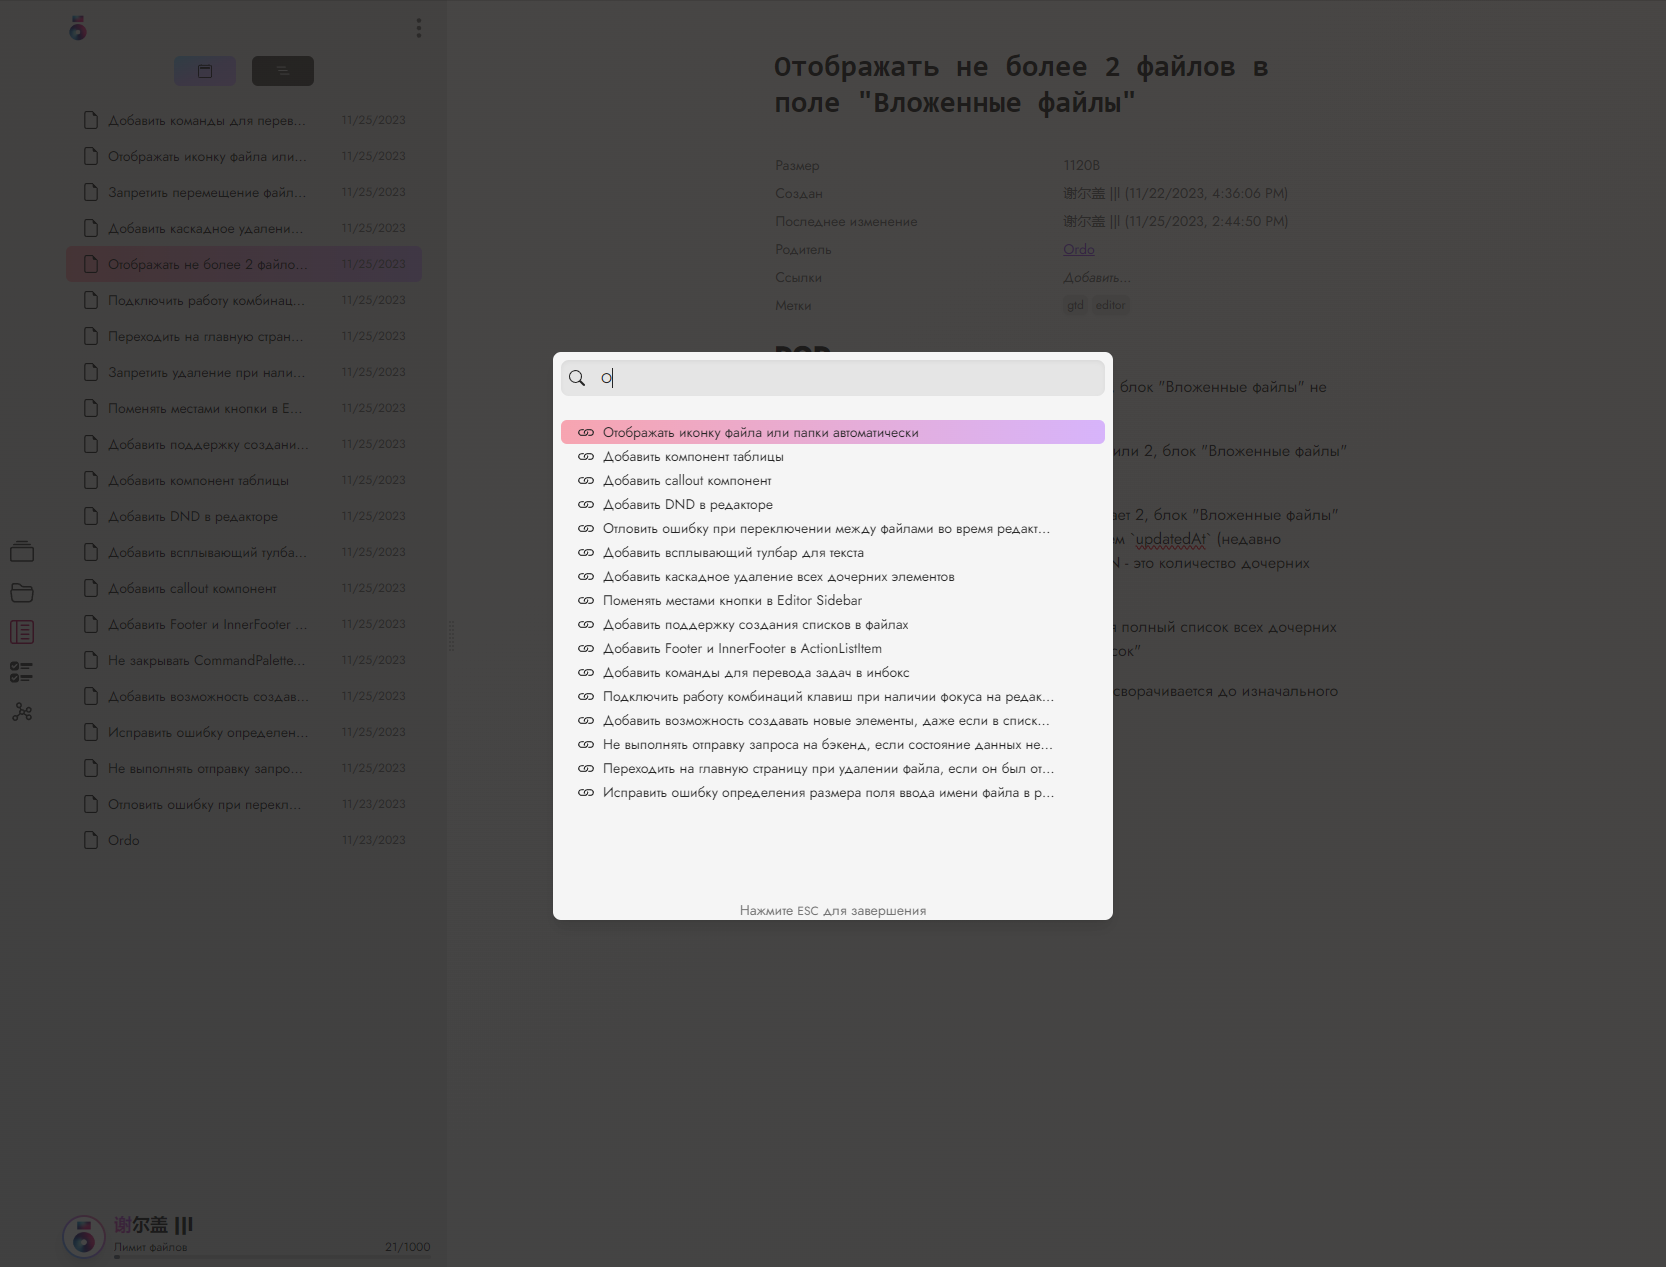 Добавить команды для перев... 11/25/2023
Отображать иконку файла или... 11/25/2023
Запретить перемещение файл... 11/25/2023
Добавить каскадное удалени... 11/25/2023
Отображать не более 2 файло... 11/25/2023
Подключить работу комбинац... 11/25/2023
Переходить на главную стран... 11/25/2023
Запретить удаление при нали... 11/25/2023
Поменять местами кнопки в E... 11/25/2023
Добавить поддержку создани... 11/25/2023
Добавить компонент таблицы 11/25/2023
Добавить DND в редакторе 11/25/2023
Добавить всплывающий тулба... 11/25/2023
Добавить callout компонент 11/25/2023
Добавить Footer и InnerFooter ... 11/25/2023
Не закрывать CommandPalette... 11/25/2023
Добавить возможность создав... 11/25/2023
Исправить ошибку определен... 11/25/2023
Не выполнять отправку запро... 11/25/2023
Отловить ошибку при перекл... 11/23/2023
Ordo 11/23/2023
谢尔盖 |||
Лимит файлов 21/1000
Отображать не более 2 файлов в
поле "Вложенные файлы"
Размер 1120B
Создан 谢尔盖 ||| (11/22/2023, 4:36:06 PM)
Последнее изменение 谢尔盖 ||| (11/25/2023, 2:44:50 PM)
Родитель Ordo
Ссылки Добавить...
Метки gtd editor
блок "Вложенные файлы" не
или 2, блок "Вложенные файлы"
2, блок "Вложенные файлы"
`updatedAt` (недавно
- это количество дочерних
полный список всех дочерних
сворачивается до изначального
O
Отображать иконку файла или папки автоматически
Добавить компонент таблицы
Добавить callout компонент
Добавить DND в редакторе
Отловить ошибку при переключении между файлами во время редакт...
Добавить всплывающий тулбар для текста
Добавить каскадное удаление всех дочерних элементов
Поменять местами кнопки в Editor Sidebar
Добавить поддержку создания списков в файлах
Добавить Footer и InnerFooter в ActionListItem
Добавить команды для перевода задач в инбокс
Подключить работу комбинаций клавиш при наличии фокуса на редак...
Добавить возможность создавать новые элементы, даже если в списк...
Не выполнять отправку запроса на бэкенд, если состояние данных не...
Переходить на главную страницу при удалении файла, если он был от...
Исправить ошибку определения размера поля ввода имени файла в р...
Нажмите ESC для завершения